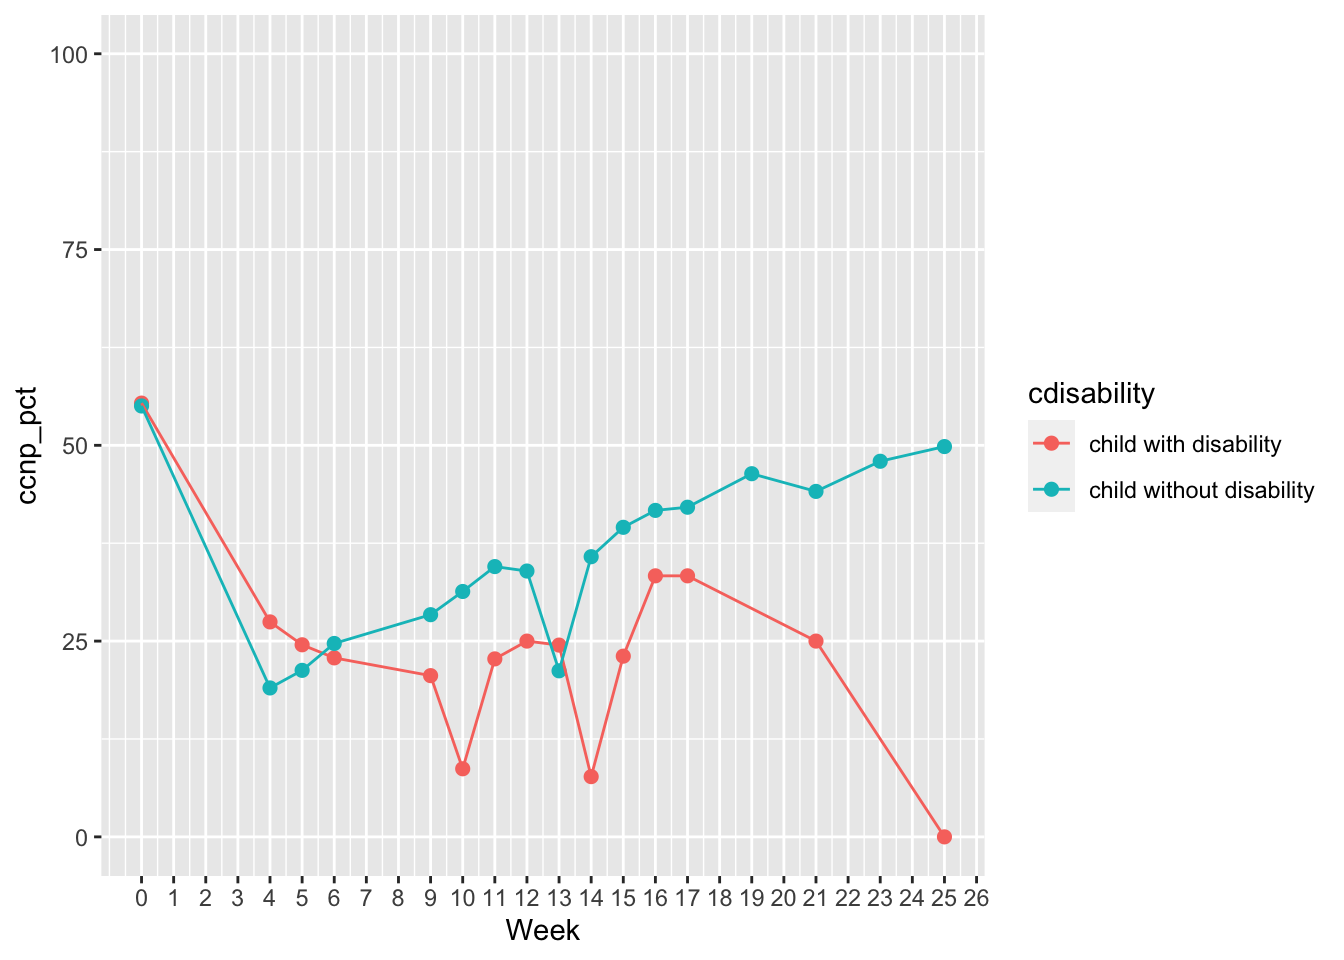 100
75
50
25
0
ccnp_pct
0 1 2 3 4 5 6 7 8 9 10 11 12 13 14 15 16 17 18 19 20 21 22 23 24 25 26
Week
cdisability
child with disability
child without disability